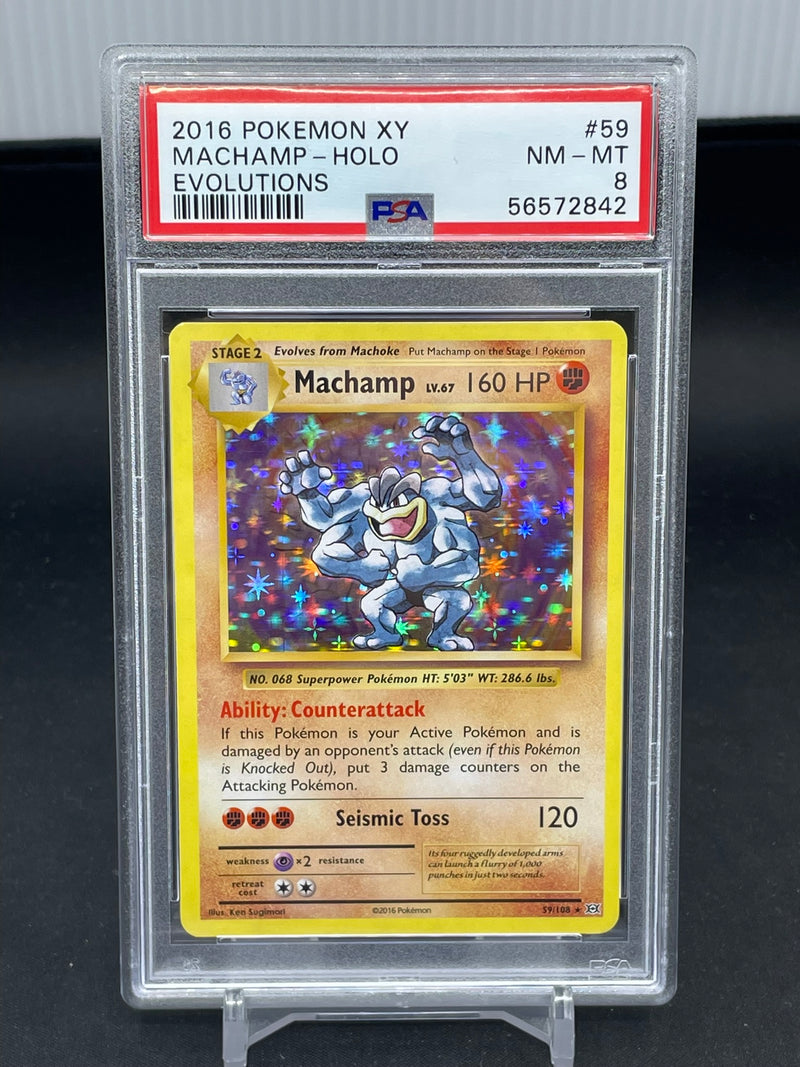 2016 POKEMON XY #59
MACHAMP - HOLO NM - MT
EVOLUTIONS 8
PSA 56572842
STAGE 2 Evolves from Machoke Put Machamp on the Stage 1 Pokémon
Machamp LV.67 160 HP
NO. 068 Superpower Pokémon HT: 5'03" WT: 286.6 lbs.
Ability: Counterattack
If this Pokémon is your Active Pokémon and is
damaged by an opponent's attack (even if this Pokémon
is Knocked Out), put 3 damage counters on the
Attacking Pokémon.
Seismic Toss 120
weakness ×2 resistance
retreat
cost
Its four ruggedly developed arms
can launch a flurry of 1,000
punches in just two seconds.
Illus. Ken Sugimori ©2016 Pokémon 59/108 ★
PSA